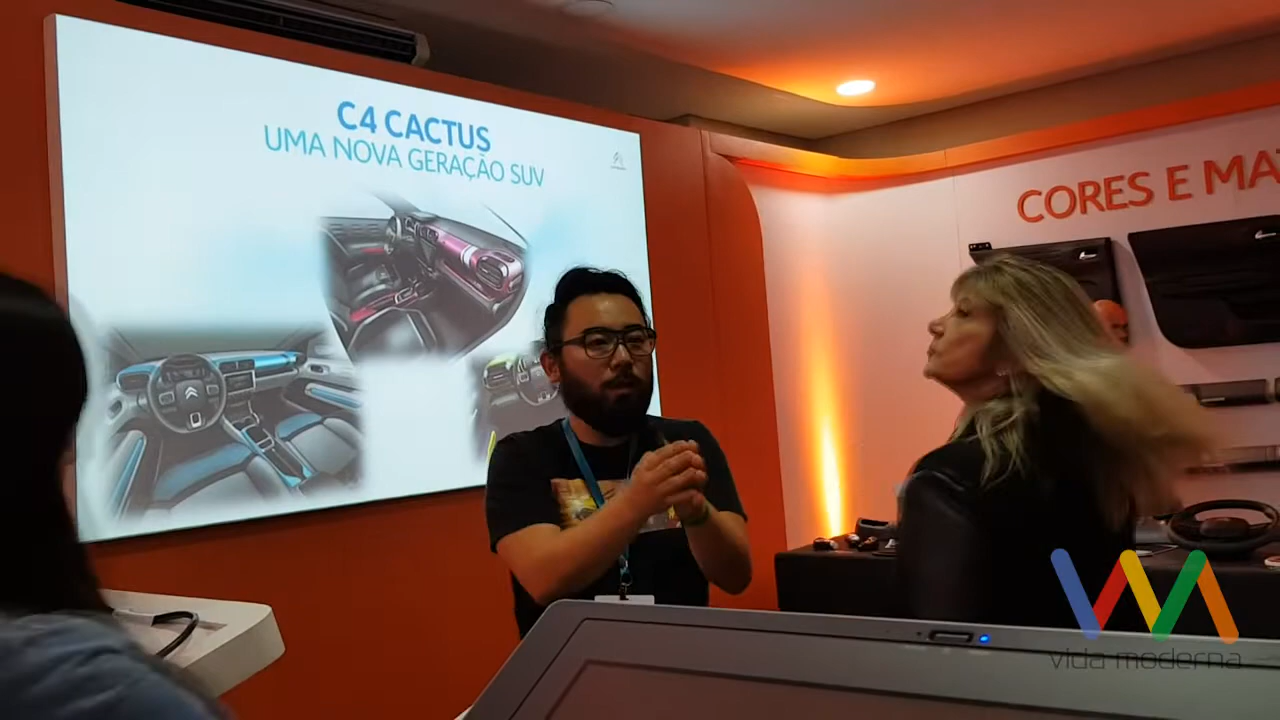 C4 CACTUS
UMA NOVA GERAÇÃO SUV
CORES E MA
vida moderna